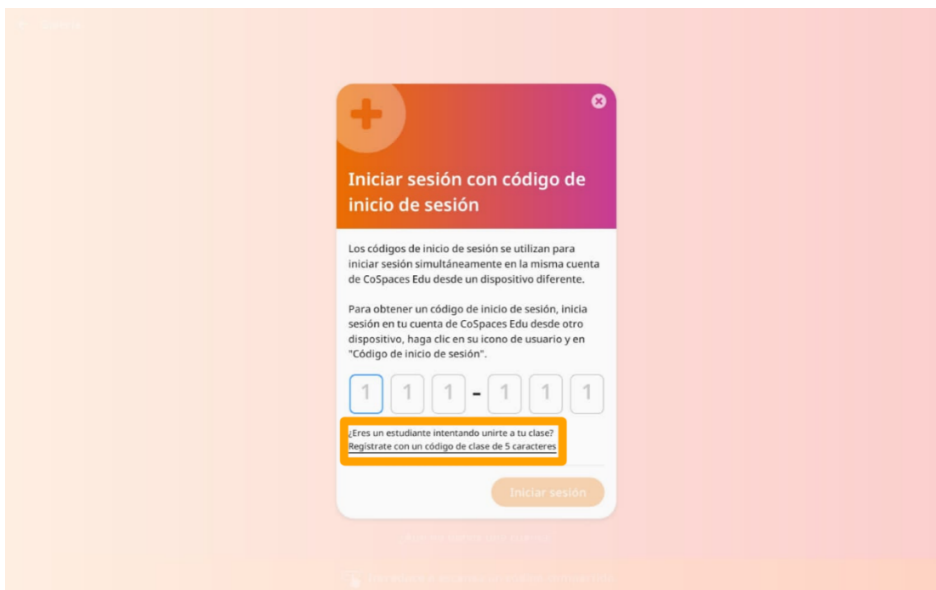 Iniciar sesión con código de
inicio de sesión
Los códigos de inicio de sesión se utilizan para
iniciar sesión simultáneamente en la misma cuenta
de CoSpaces Edu desde un dispositivo diferente.
Para obtener un código de inicio de sesión, inicia
sesión en tu cuenta de CoSpaces Edu desde otro
dispositivo, haga clic en su icono de usuario y en
"Código de inicio de sesión".
1 1 1 - 1 1 1
¿Eres un estudiante intentando unirte a tu clase?
Regístrate con un código de clase de 5 caracteres
Iniciar sesión